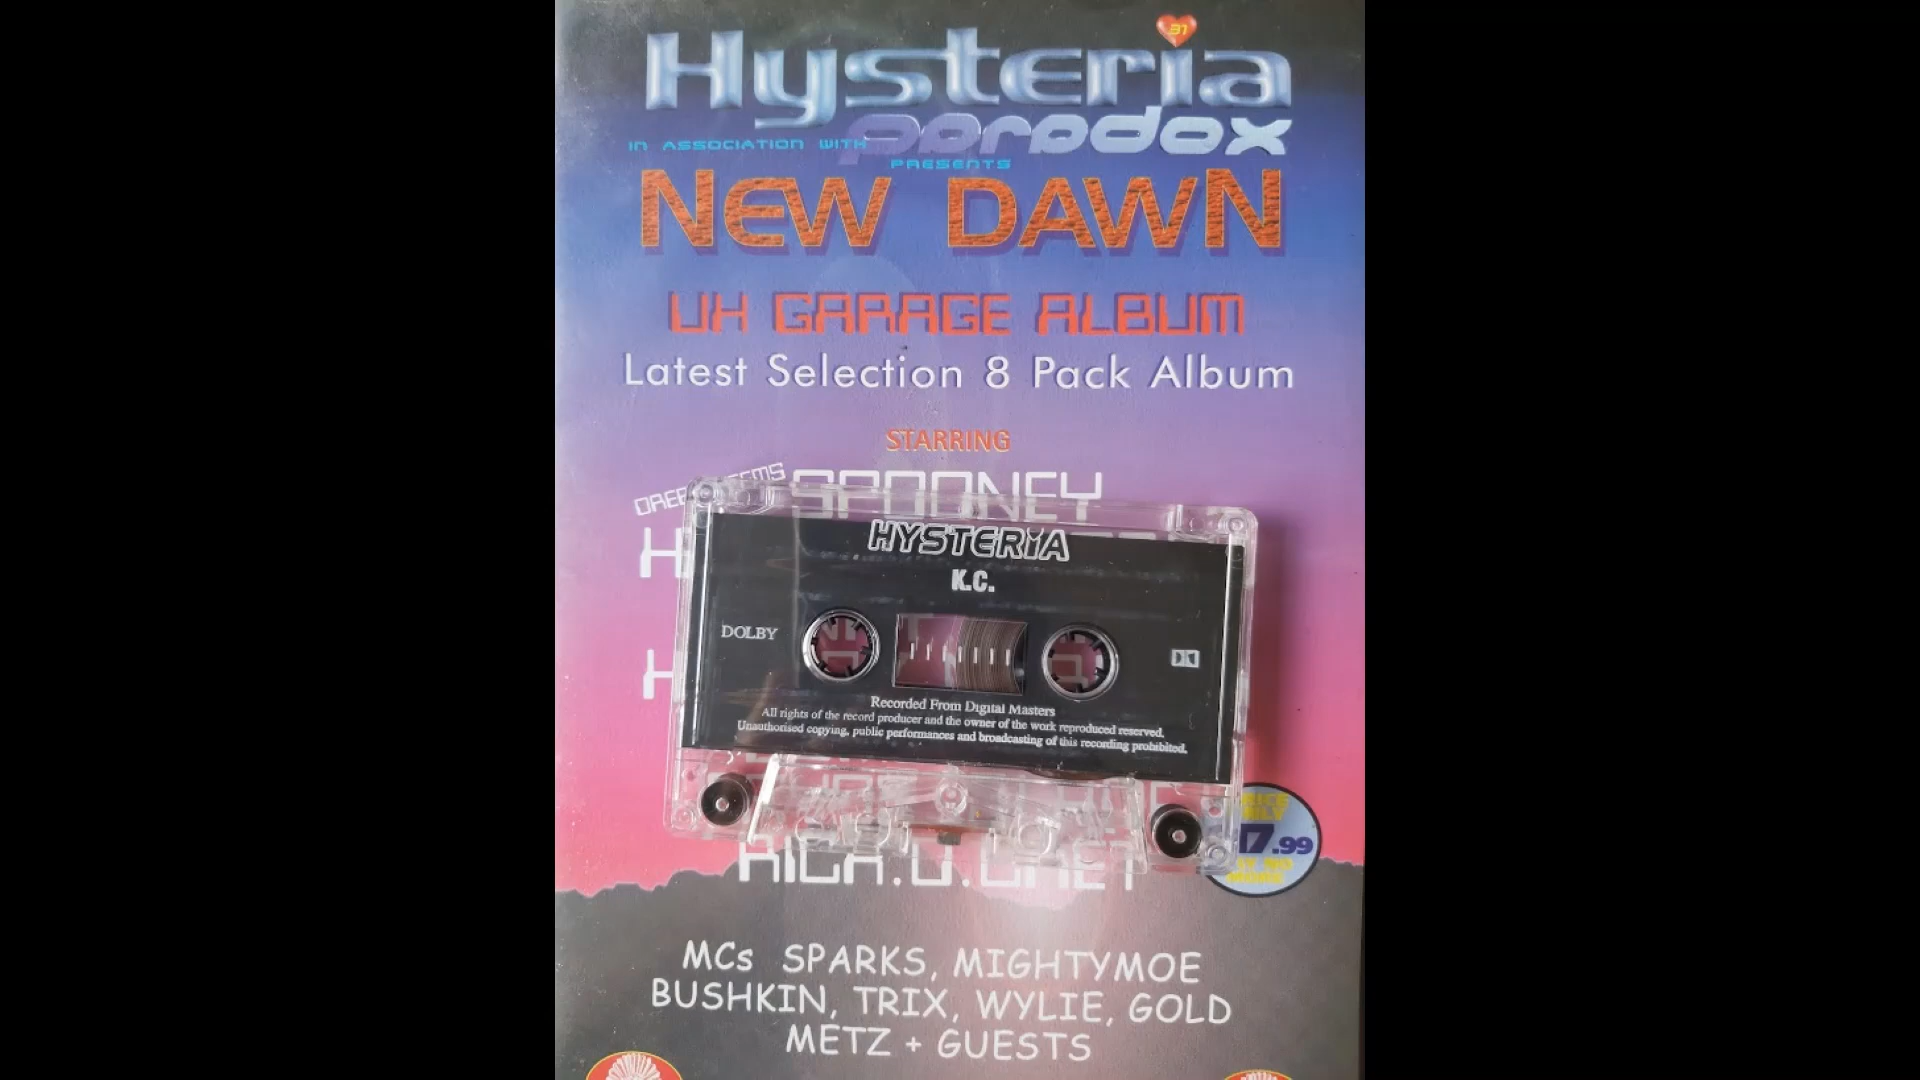 31
Hysteria
IN ASSOCIATION WITH paradox
PRESENTS
NEW DAWN
UK GARAGE ALBUM
Latest Selection 8 Pack Album
STARRING
SPOONEY
HYSTERIA
K.C.
DOLBY
Recorded From Digital Masters
All rights of the record producer and the owner of the work reproduced reserved.
Unauthorised copying, public performances and broadcasting of this recording prohibited.
17.99
MCs SPARKS, MIGHTYMOE
BUSHKIN, TRIX, WYLIE, GOLD
METZ + GUESTS